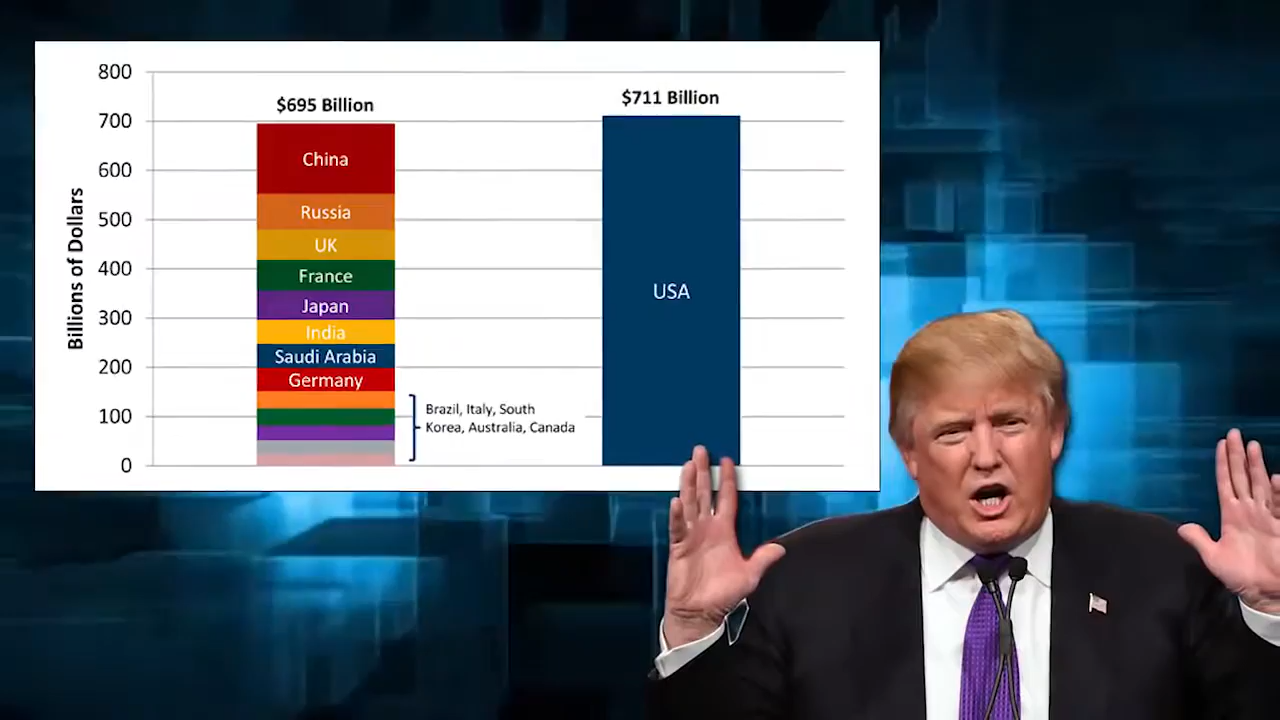 800
700
600
500
400
300
200
100
0
Billions of Dollars
$695 Billion
China
Russia
UK
France
Japan
India
Saudi Arabia
Germany
Brazil, Italy, South
Korea, Australia, Canada
$711 Billion
USA